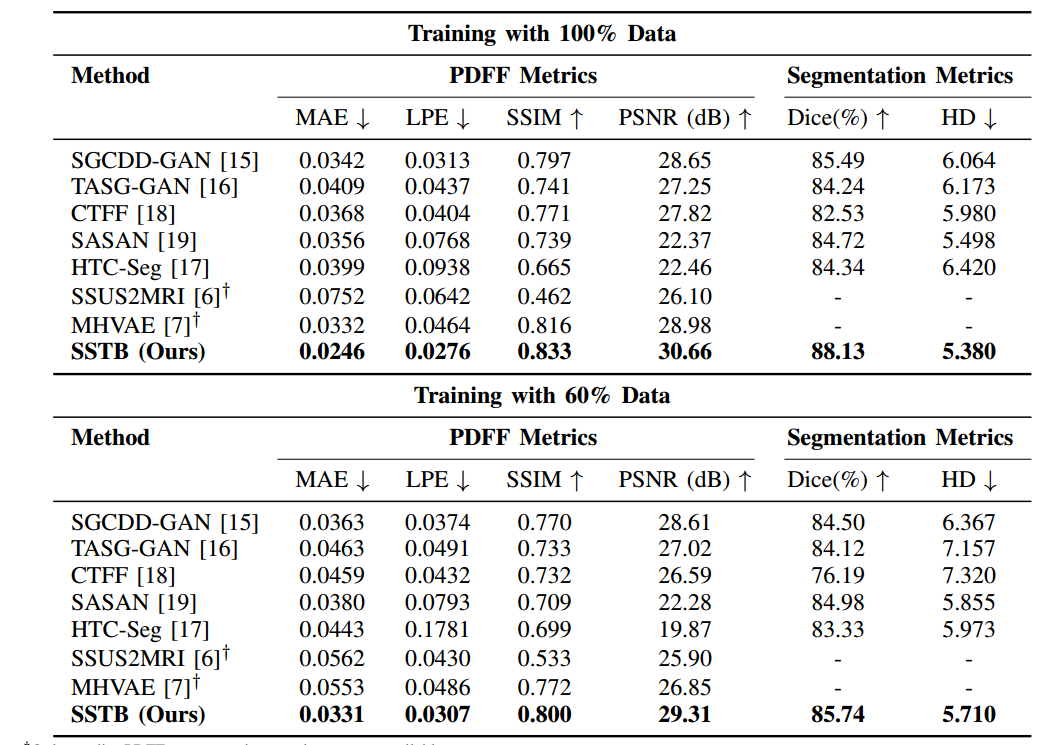 Training with 100% Data
Method PDFF Metrics Segmentation Metrics
MAE ↓ LPE ↓ SSIM ↑ PSNR (dB) ↑ Dice(%) ↑ HD ↓
SGCDD-GAN [15] 0.0342 0.0313 0.797 28.65 85.49 6.064
TASG-GAN [16] 0.0409 0.0437 0.741 27.25 84.24 6.173
CTFF [18] 0.0368 0.0404 0.771 27.82 82.53 5.980
SASAN [19] 0.0356 0.0768 0.739 22.37 84.72 5.498
HTC-Seg [17] 0.0399 0.0938 0.665 22.46 84.34 6.420
SSUS2MRI [6]† 0.0752 0.0642 0.462 26.10 - -
MHVAE [7]† 0.0332 0.0464 0.816 28.98 - -
SSTB (Ours) 0.0246 0.0276 0.833 30.66 88.13 5.380
Training with 60% Data
Method PDFF Metrics Segmentation Metrics
MAE ↓ LPE ↓ SSIM ↑ PSNR (dB) ↑ Dice(%) ↑ HD ↓
SGCDD-GAN [15] 0.0363 0.0374 0.770 28.61 84.50 6.367
TASG-GAN [16] 0.0463 0.0491 0.733 27.02 84.12 7.157
CTFF [18] 0.0459 0.0432 0.732 26.59 76.19 7.320
SASAN [19] 0.0380 0.0793 0.709 22.28 84.98 5.855
HTC-Seg [17] 0.0443 0.1781 0.699 19.87 83.33 5.973
SSUS2MRI [6]† 0.0562 0.0430 0.533 25.90 - -
MHVAE [7]† 0.0553 0.0486 0.772 26.85 - -
SSTB (Ours) 0.0331 0.0307 0.800 29.31 85.74 5.710